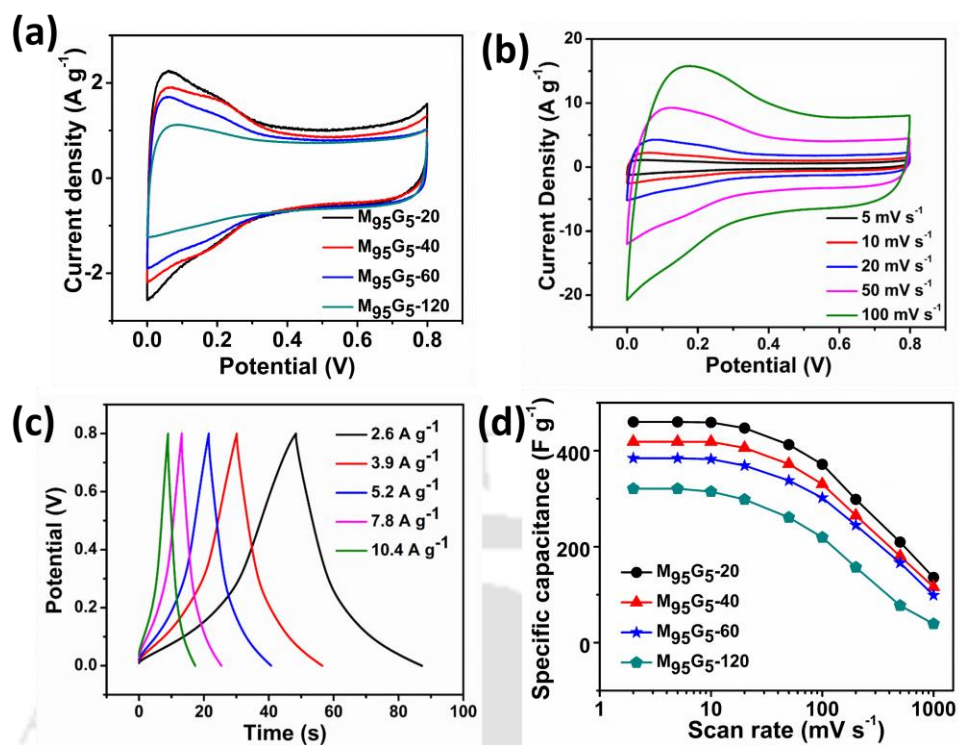 (a)
Current density (A g⁻¹)
2
0
-2
M₉₅G₅-20
M₉₅G₅-40
M₉₅G₅-60
M₉₅G₅-120
0.0 0.2 0.4 0.6 0.8
Potential (V)
(b)
Current Density (A g⁻¹)
20
10
0
-10
-20
5 mV s⁻¹
10 mV s⁻¹
20 mV s⁻¹
50 mV s⁻¹
100 mV s⁻¹
0.0 0.2 0.4 0.6 0.8
Potential (V)
(c)
Potential (V)
0.8
0.6
0.4
0.2
0.0
2.6 A g⁻¹
3.9 A g⁻¹
5.2 A g⁻¹
7.8 A g⁻¹
10.4 A g⁻¹
0 20 40 60 80 100
Time (s)
(d)
Specific capacitance (F g⁻¹)
400
200
0
M₉₅G₅-20
M₉₅G₅-40
M₉₅G₅-60
M₉₅G₅-120
1 10 100 1000
Scan rate (mV s⁻¹)